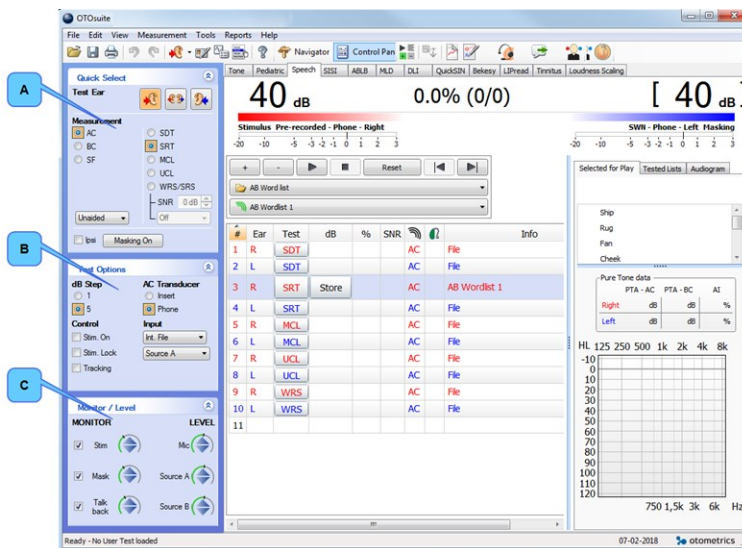 OTOsuite
File Edit View Measurement Tools Reports Help
Navigator Control Pan
A
B
C
Quick Select
Test Ear
Measurement
AC SDT
BC SRT
SF MCL
UCL
WRS/SRS
SNR 0 dB
Unaided Off
Ipsi Masking On
Test Options
dB Step AC Transducer
1 Insert
5 Phone
Control Input
Stim. On Int. File
Stim. Lock Source A
Tracking
Monitor / Level
MONITOR LEVEL
Stim Mic
Mask Source A
Talk back Source B
Tone Pediatric Speech SISI ABLB MLD DLI QuickSIN Bekesy LIPread Tinnitus Loudness Scaling
40 dB 0.0% (0/0) [ 40 dB ]
Stimulus Pre-recorded - Phone - Right SWN - Phone - Left Masking
-20 -10 -5 -3 -2 -1 0 1 2 3 -20 -10 -5 -3 -2 -1 0 1 2 3
+ - Reset
AB Word list
AB Wordlist 1
# Ear Test dB % SNR Info
1 R SDT AC File
2 L SDT AC File
3 R SRT Store AC AB Wordlist 1
4 L SRT AC File
5 R MCL AC File
6 L MCL AC File
7 R UCL AC File
8 L UCL AC File
9 R WRS AC File
10 L WRS AC File
11
Selected for Play Tested Lists Audiogram
Ship
Rug
Fan
Cheek
Pure Tone data
PTA - AC PTA - BC AI
Right dB dB %
Left dB dB %
HL 125 250 500 1k 2k 4k 8k
-10
0
10
20
30
40
50
60
70
80
90
100
110
120
750 1,5k 3k 6k Hz
Ready - No User Test loaded 07-02-2018 otometrics